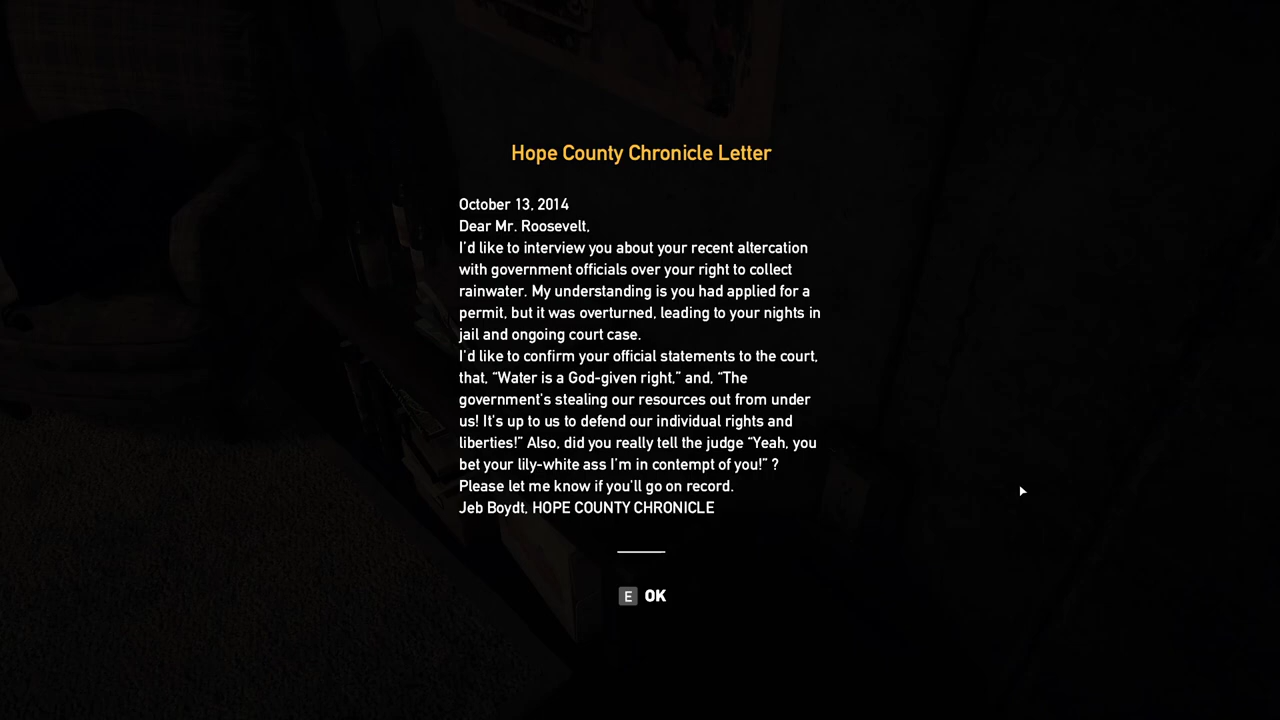 Hope County Chronicle Letter
October 13, 2014
Dear Mr. Roosevelt,
I'd like to interview you about your recent altercation
with government officials over your right to collect
rainwater. My understanding is you had applied for a
permit, but it was overturned, leading to your nights in
jail and ongoing court case.
I'd like to confirm your official statements to the court,
that, “Water is a God-given right,” and, “The
government's stealing our resources out from under
us! It's up to us to defend our individual rights and
liberties!” Also, did you really tell the judge “Yeah, you
bet your lily-white ass I'm in contempt of you!” ?
Please let me know if you'll go on record.
Jeb Boydt, HOPE COUNTY CHRONICLE
E OK